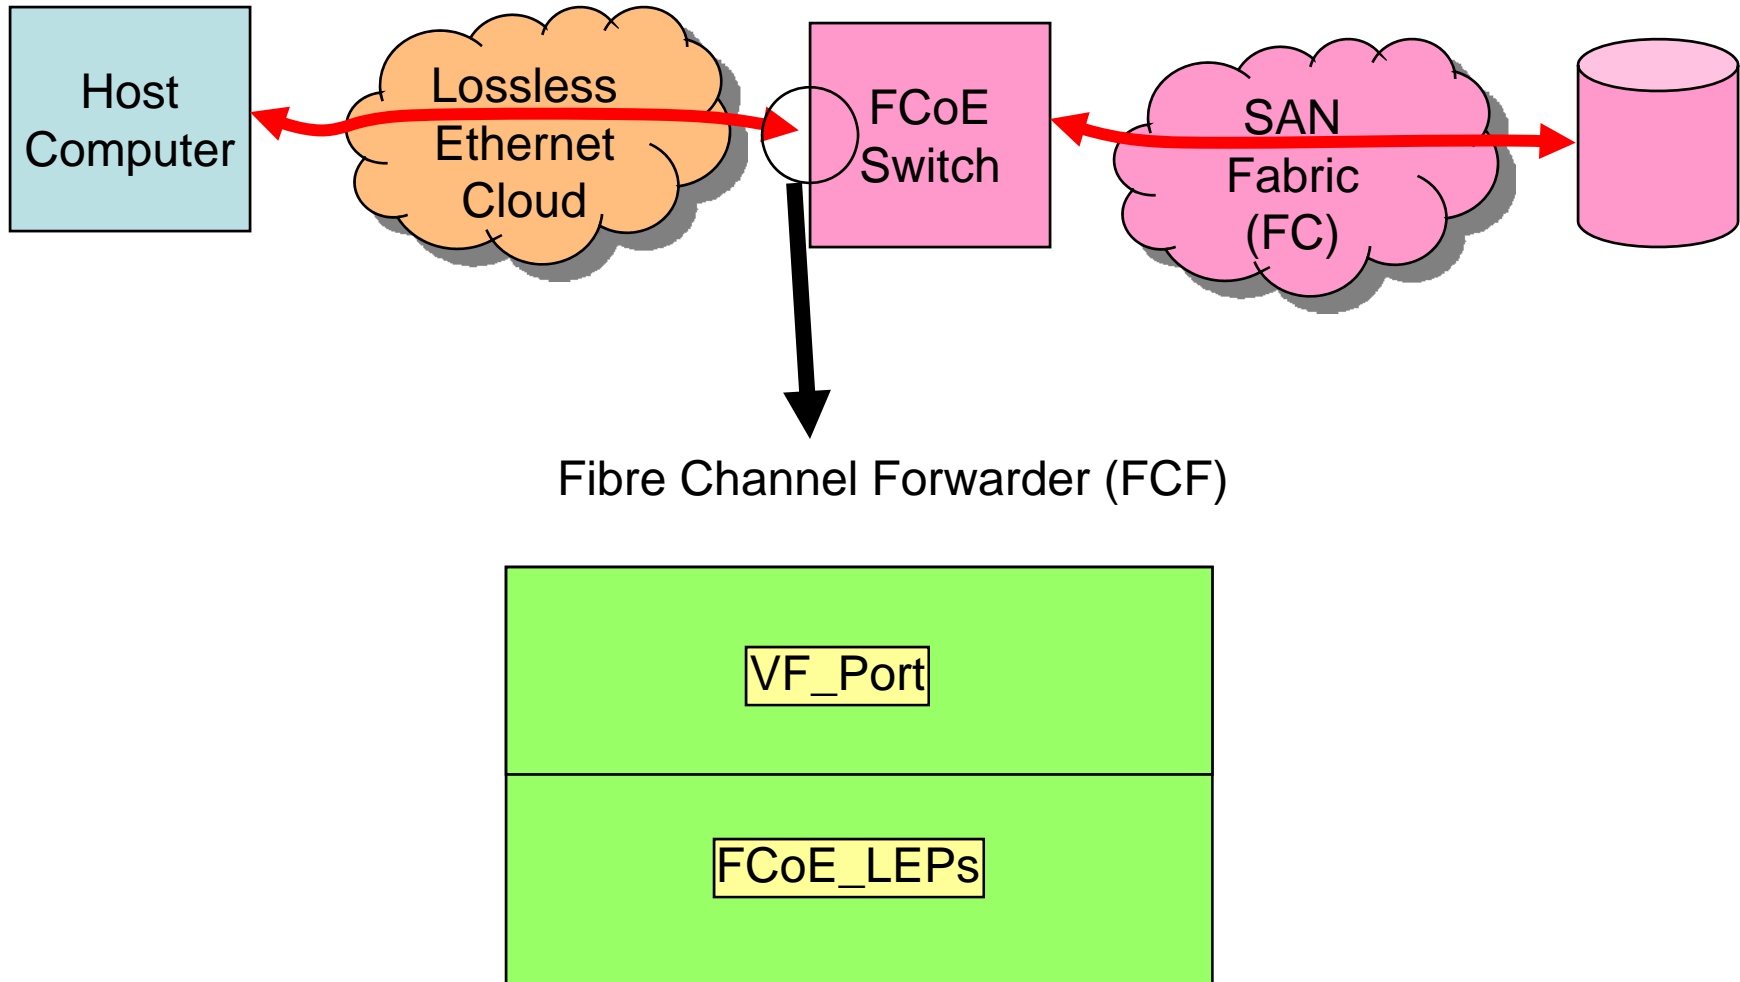 Host
Computer
Lossless
Ethernet
Cloud
FCoE
Switch
SAN
Fabric
(FC)
Fibre Channel Forwarder (FCF)
VF_Port
FCoE_LEPs